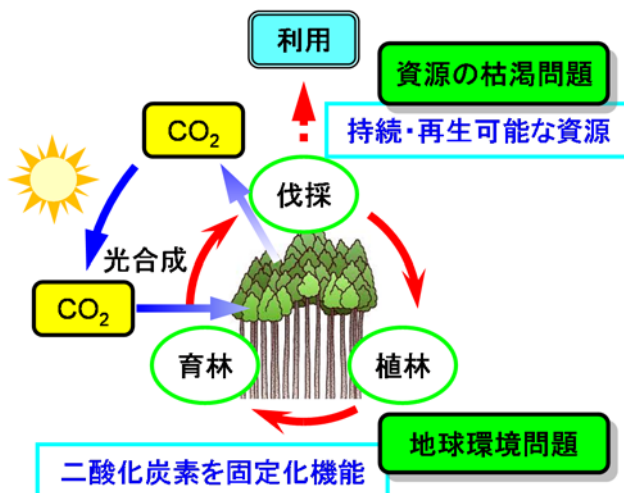 利用
資源の枯渇問題
持続・再生可能な資源
CO₂
伐採
光合成
CO₂
育林
植林
地球環境問題
二酸化炭素を固定化機能